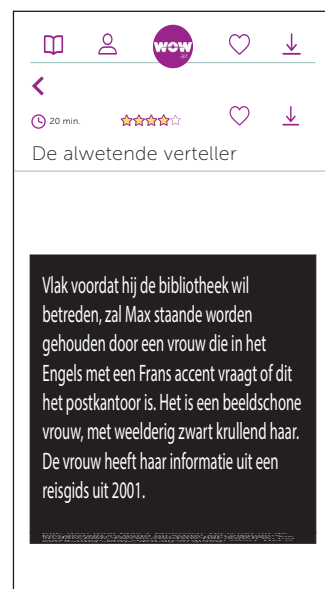 wow
air
20 min.
De alwetende verteller
Vlak voordat hij de bibliotheek wil
betreden, zal Max staande worden
gehouden door een vrouw die in het
Engels met een Frans accent vraagt of dit
het postkantoor is. Het is een beeldschone
vrouw, met weelderig zwart krullend haar.
De vrouw heeft haar informatie uit een
reisgids uit 2001.